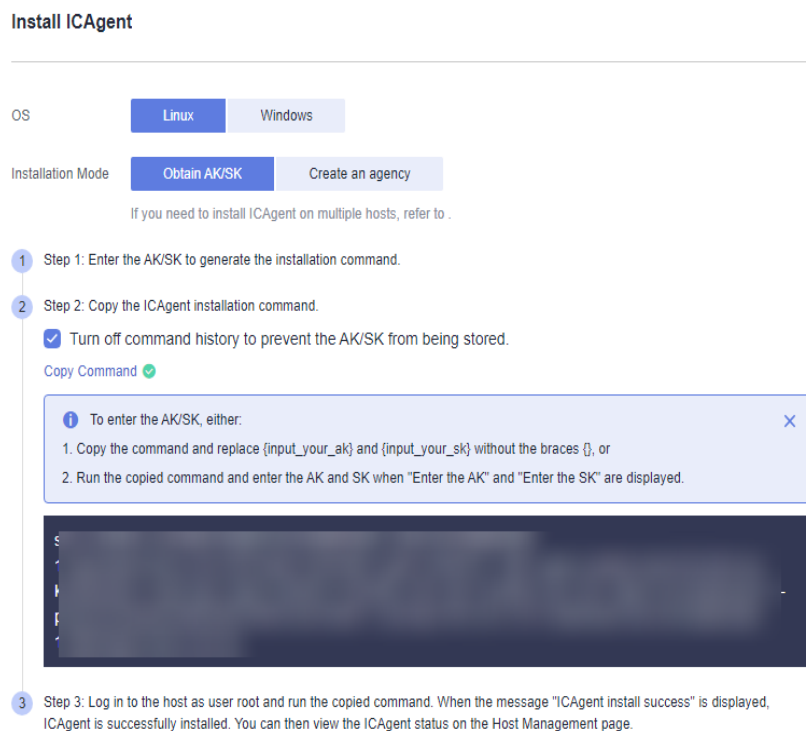 Install ICAgent
OS
Linux
Windows
Installation Mode
Obtain AK/SK
Create an agency
If you need to install ICAgent on multiple hosts, refer to .
1
Step 1: Enter the AK/SK to generate the installation command.
2
Step 2: Copy the ICAgent installation command.
Turn off command history to prevent the AK/SK from being stored.
Copy Command
To enter the AK/SK, either:
1. Copy the command and replace {input_your_ak} and {input_your_sk} without the braces {}, or
2. Run the copied command and enter the AK and SK when "Enter the AK" and "Enter the SK" are displayed.
3
Step 3: Log in to the host as user root and run the copied command. When the message "ICAgent install success" is displayed,
ICAgent is successfully installed. You can then view the ICAgent status on the Host Management page.